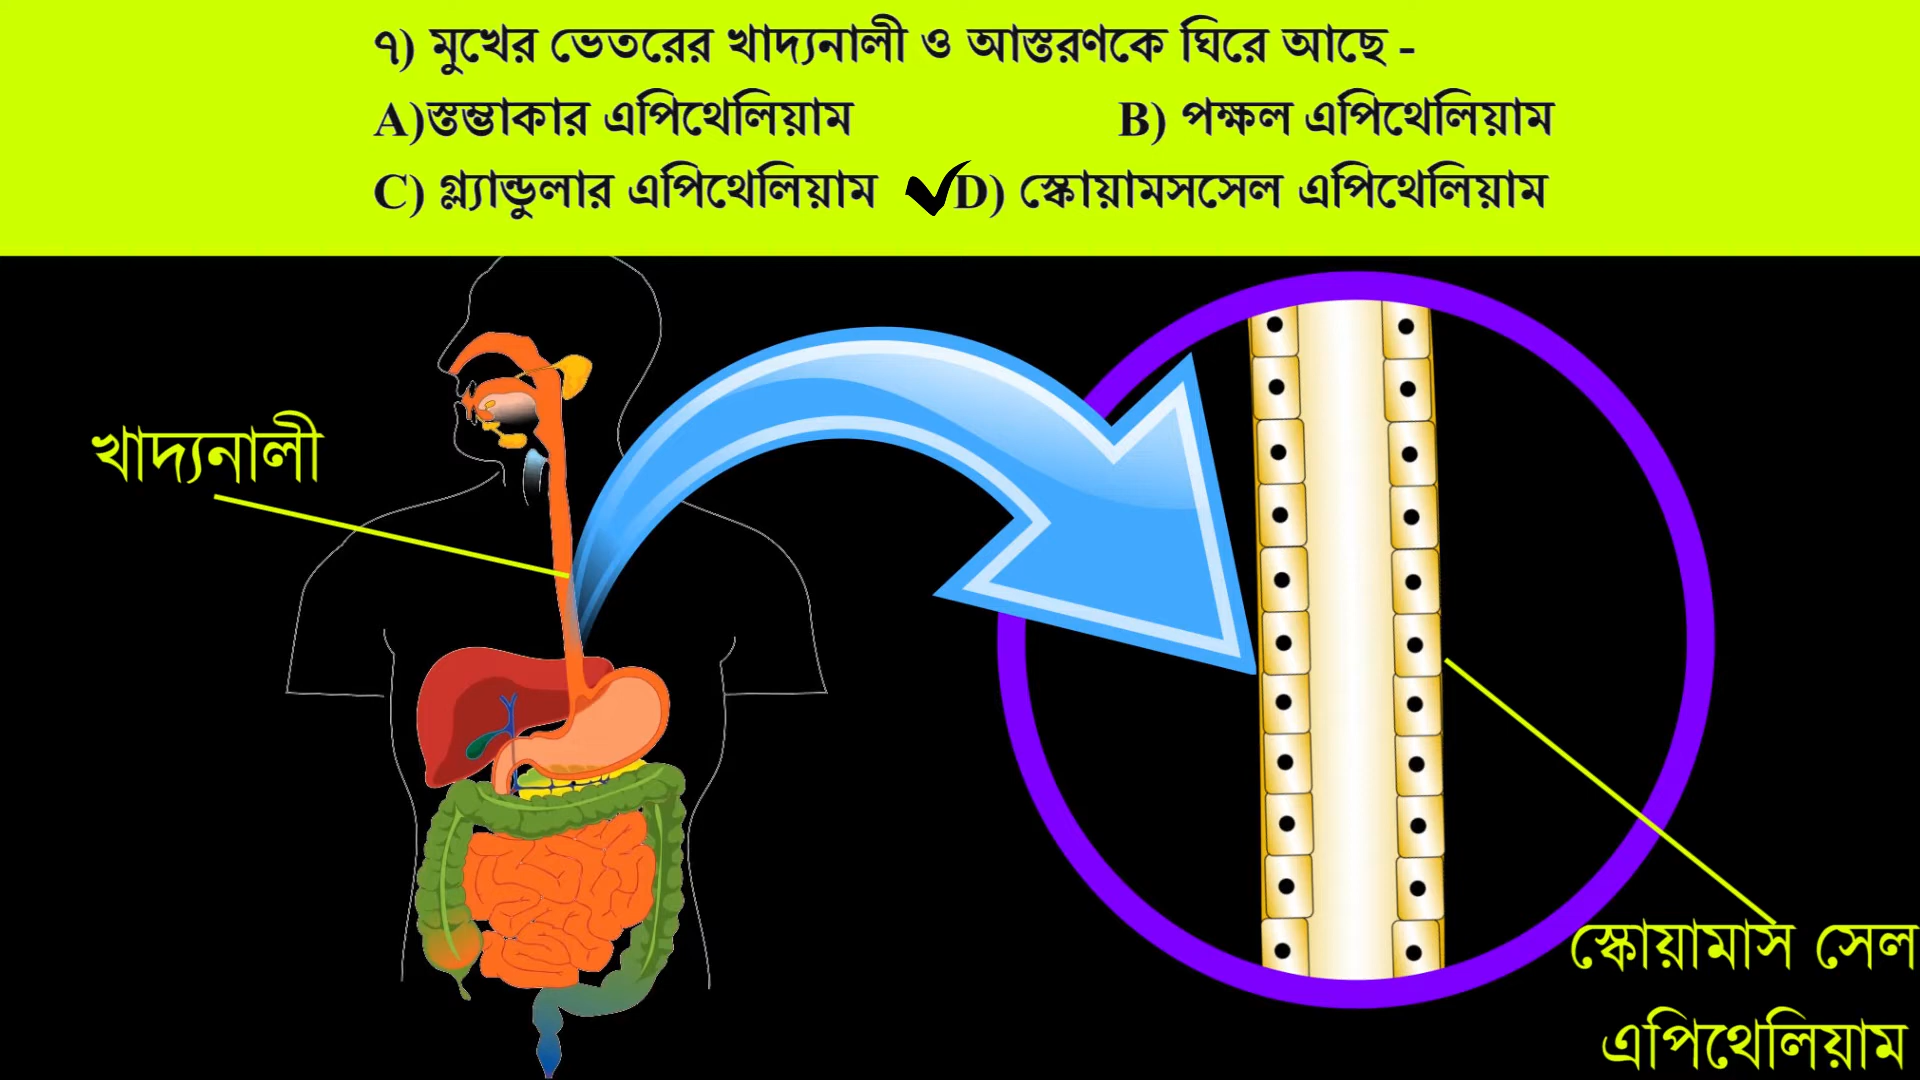 ৭) মুখের ভেতরের খাদ্যনালী ও আস্তরণকে ঘিরে আছে -
A)স্তম্ভাকার এপিথেলিয়াম B) পক্ষল এপিথেলিয়াম
C) গ্ল্যান্ডুলার এপিথেলিয়াম ✔D) স্কোয়ামসসেল এপিথেলিয়াম
খাদ্যনালী
স্কোয়ামাস সেল
এপিথেলিয়াম